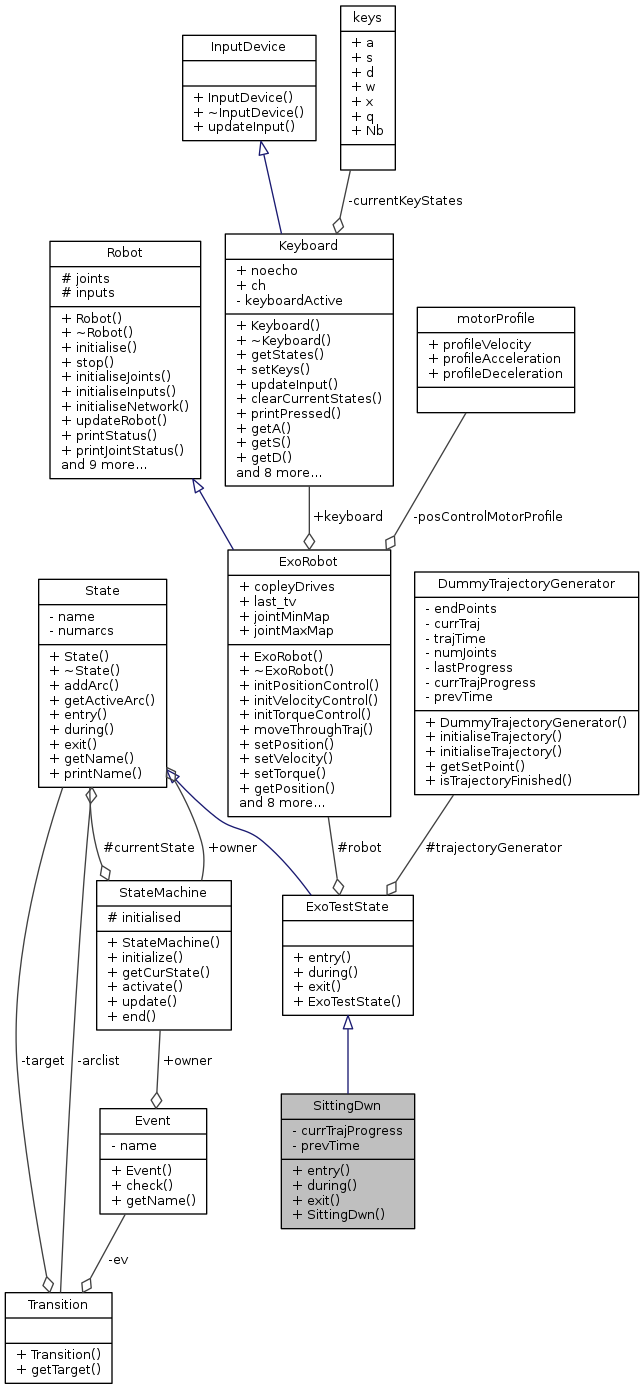 keys
+ a
+ s
+ d
+ w
+ x
+ q
+ Nb
InputDevice
+ InputDevice()
+ ~InputDevice()
+ updateInput()
-currentKeyStates
Keyboard
+ noecho
+ ch
- keyboardActive
+ Keyboard()
+ ~Keyboard()
+ getStates()
+ setKeys()
+ updateInput()
+ clearCurrentStates()
+ printPressed()
+ getA()
+ getS()
+ getD()
and 8 more...
Robot
# joints
# inputs
+ Robot()
+ ~Robot()
+ initialise()
+ stop()
+ initialiseJoints()
+ initialiseInputs()
+ initialiseNetwork()
+ updateRobot()
+ printStatus()
+ printJointStatus()
and 9 more...
motorProfile
+ profileVelocity
+ profileAcceleration
+ profileDeceleration
+keyboard
-posControlMotorProfile
ExoRobot
+ copleyDrives
+ last_tv
+ jointMinMap
+ jointMaxMap
+ ExoRobot()
+ ~ExoRobot()
+ initPositionControl()
+ initVelocityControl()
+ initTorqueControl()
+ moveThroughTraj()
+ setPosition()
+ setVelocity()
+ setTorque()
+ getPosition()
and 8 more...
State
- name
- numarcs
+ State()
+ ~State()
+ addArc()
+ getActiveArc()
+ entry()
+ during()
+ exit()
+ getName()
+ printName()
DummyTrajectoryGenerator
- endPoints
- currTraj
- trajTime
- numJoints
- lastProgress
- currTrajProgress
- prevTime
+ DummyTrajectoryGenerator()
+ initialiseTrajectory()
+ initialiseTrajectory()
+ getSetPoint()
+ isTrajectoryFinished()
#currentState
+owner
#robot
#trajectoryGenerator
StateMachine
# initialised
+ StateMachine()
+ initialize()
+ getCurState()
+ activate()
+ update()
+ end()
ExoTestState
+ entry()
+ during()
+ exit()
+ ExoTestState()
-target
-arclist
+owner
SittingDwn
- currTrajProgress
- prevTime
+ entry()
+ during()
+ exit()
+ SittingDwn()
Event
- name
+ Event()
+ check()
+ getName()
-ev
Transition
+ Transition()
+ getTarget()